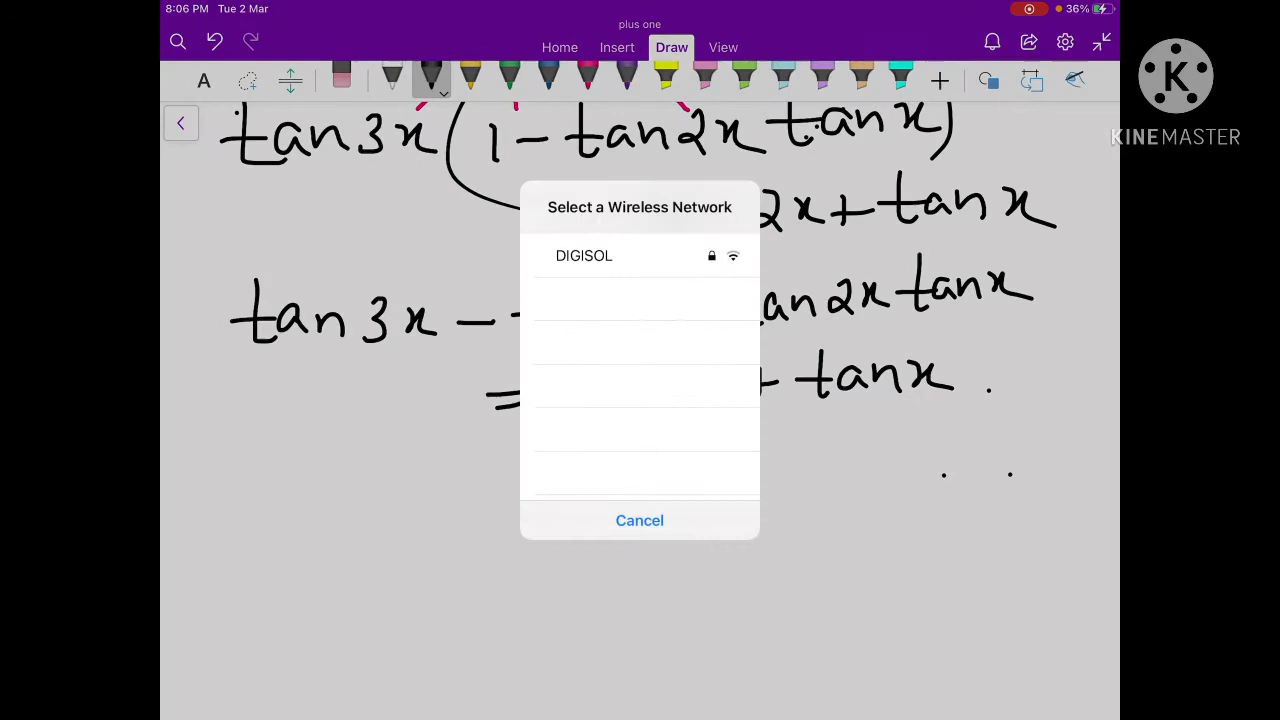 8:06 PM Tue 2 Mar
36%
plus one
Home Insert Draw View
K
KINEMASTER
A
tan3x(1-tan2x tanx)
2x+tanx
tan3x - tan2x tanx
= + tanx.
Select a Wireless Network
DIGISOL
Cancel